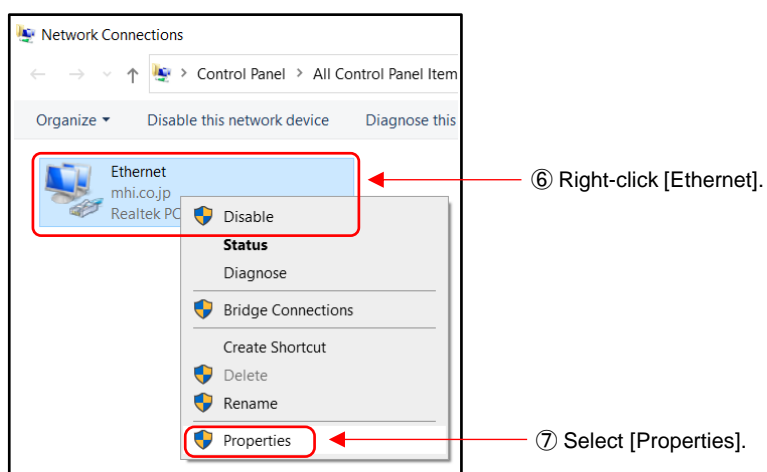 Network Connections
Control Panel > All Control Panel Item
Organize Disable this network device Diagnose this
Ethernet
mhi.co.jp
Realtek PC
⑥ Right-click [Ethernet].
Disable
Status
Diagnose
Bridge Connections
Create Shortcut
Delete
Rename
Properties
⑦ Select [Properties].